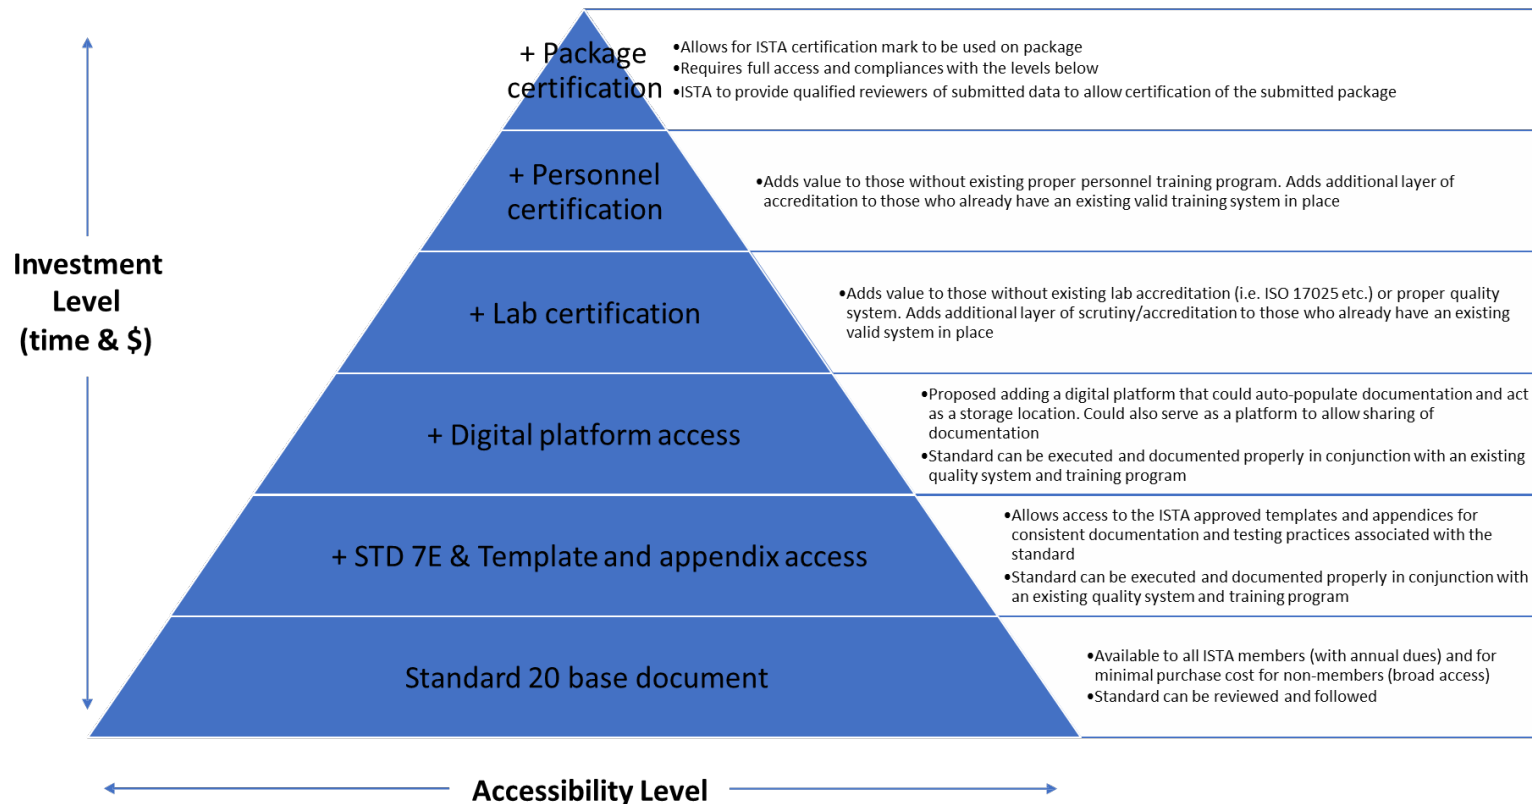 + Package
certification
•Allows for ISTA certification mark to be used on package
•Requires full access and compliances with the levels below
•ISTA to provide qualified reviewers of submitted data to allow certification of the submitted package
+ Personnel
certification
•Adds value to those without existing proper personnel training program. Adds additional layer of
accreditation to those who already have an existing valid training system in place
Investment
Level
(time & $)
+ Lab certification
•Adds value to those without existing lab accreditation (i.e. ISO 17025 etc.) or proper quality
system. Adds additional layer of scrutiny/accreditation to those who already have an existing
valid system in place
+ Digital platform access
•Proposed adding a digital platform that could auto-populate documentation and act
as a storage location. Could also serve as a platform to allow sharing of
documentation
•Standard can be executed and documented properly in conjunction with an existing
quality system and training program
+ STD 7E & Template and appendix access
•Allows access to the ISTA approved templates and appendices for
consistent documentation and testing practices associated with the
standard
•Standard can be executed and documented properly in conjunction with
an existing quality system and training program
Standard 20 base document
•Available to all ISTA members (with annual dues) and for
minimal purchase cost for non-members (broad access)
•Standard can be reviewed and followed
Accessibility Level